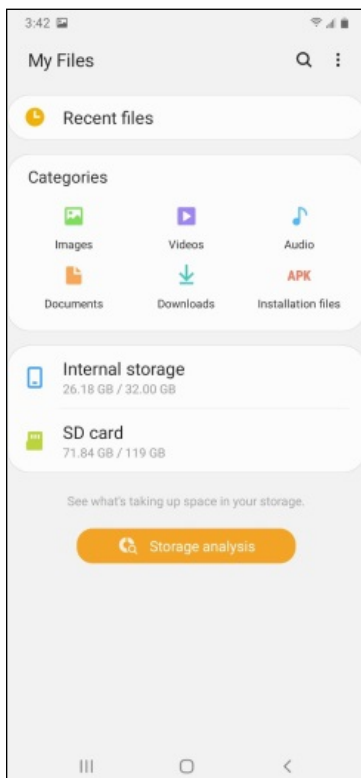 3:42
My Files
Recent files
Categories
Images Videos Audio
APK
Documents Downloads Installation files
Internal storage
26.18 GB / 32.00 GB
SD card
71.84 GB / 119 GB
See what's taking up space in your storage.
Storage analysis